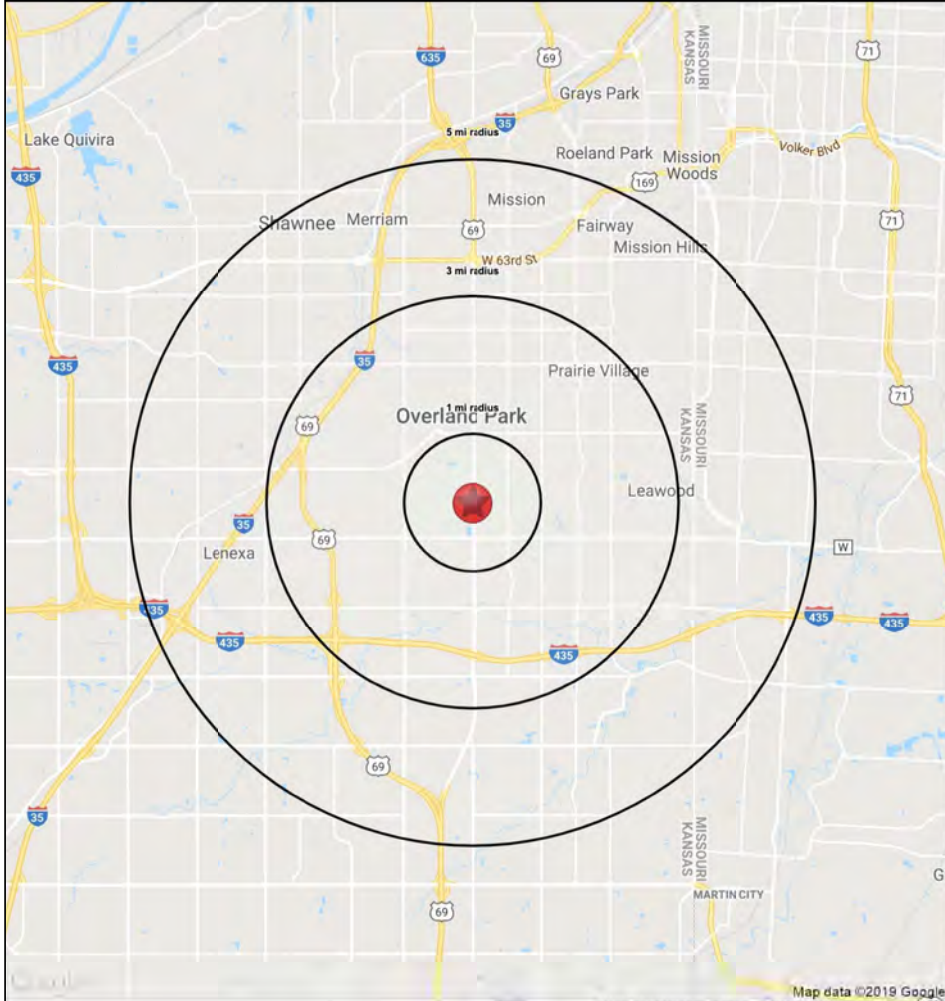 MISSOURI
KANSAS
635
69
71
Grays Park
Lake Quivira
35
5 mi radius
Volker Blvd
Roeland Park
Mission
Woods
435
169
Mission
Shawnee
Merriam
69
Fairway
71
Mission Hills
W 63rd St
3 mi radius
35
435
Prairie Village
71
1 mi radius
Overland Park
69
MISSOURI
KANSAS
Leawood
35
69
W
Lenexa
435
435
435
435
435
69
35
MISSOURI
KANSAS
G
MARTIN CITY
69
Map data ©2019 Google